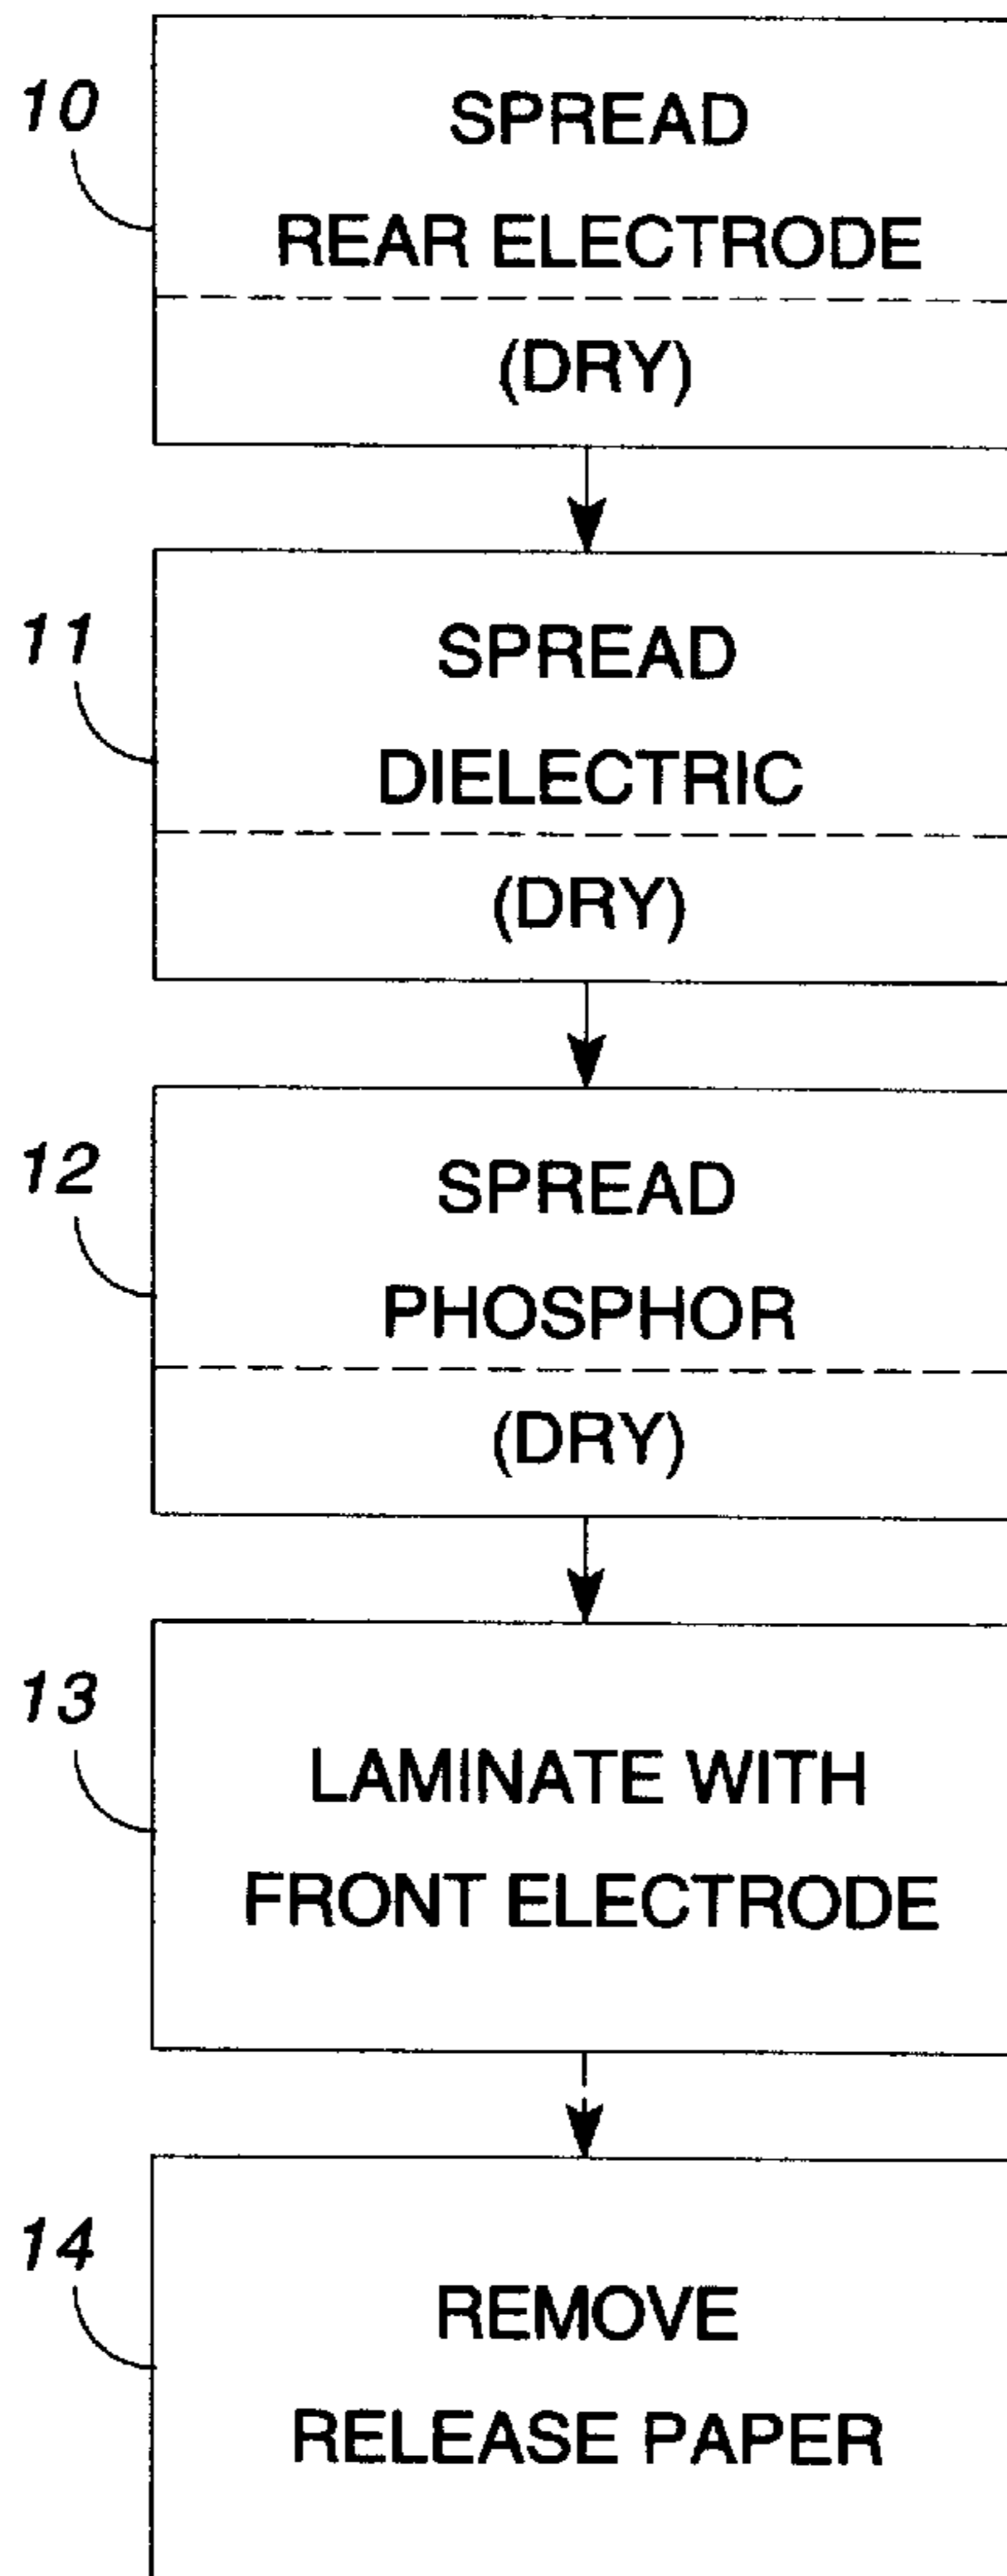 10
SPREAD
REAR ELECTRODE
(DRY)
11
SPREAD
DIELECTRIC
(DRY)
12
SPREAD
PHOSPHOR
(DRY)
13
LAMINATE WITH
FRONT ELECTRODE
14
REMOVE
RELEASE PAPER